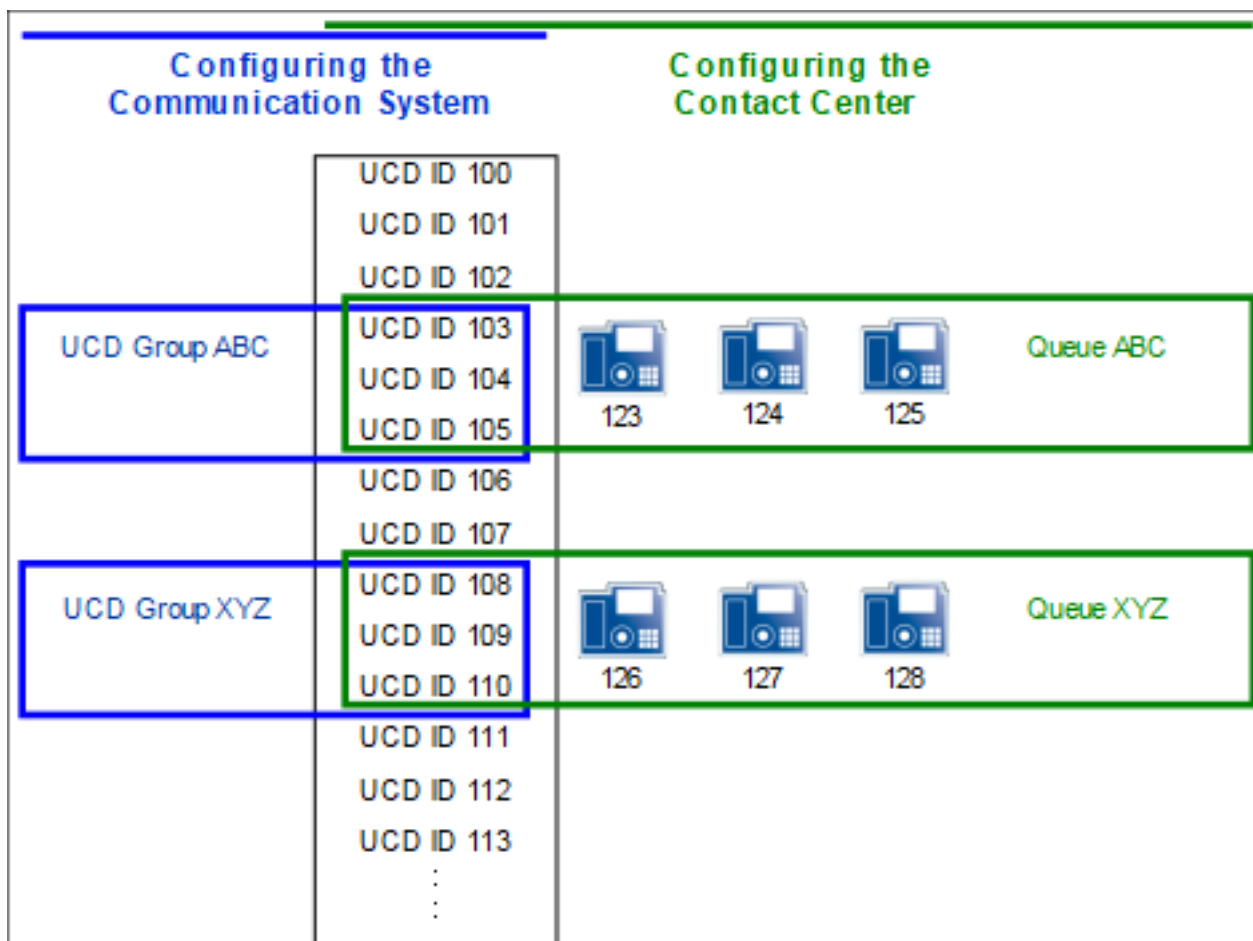 Configuring the
Communication System
Configuring the
Contact Center
UCD ID 100
UCD ID 101
UCD ID 102
UCD Group ABC
UCD ID 103
UCD ID 104
UCD ID 105
123
124
125
Queue ABC
UCD ID 106
UCD ID 107
UCD Group XYZ
UCD ID 108
UCD ID 109
UCD ID 110
126
127
128
Queue XYZ
UCD ID 111
UCD ID 112
UCD ID 113